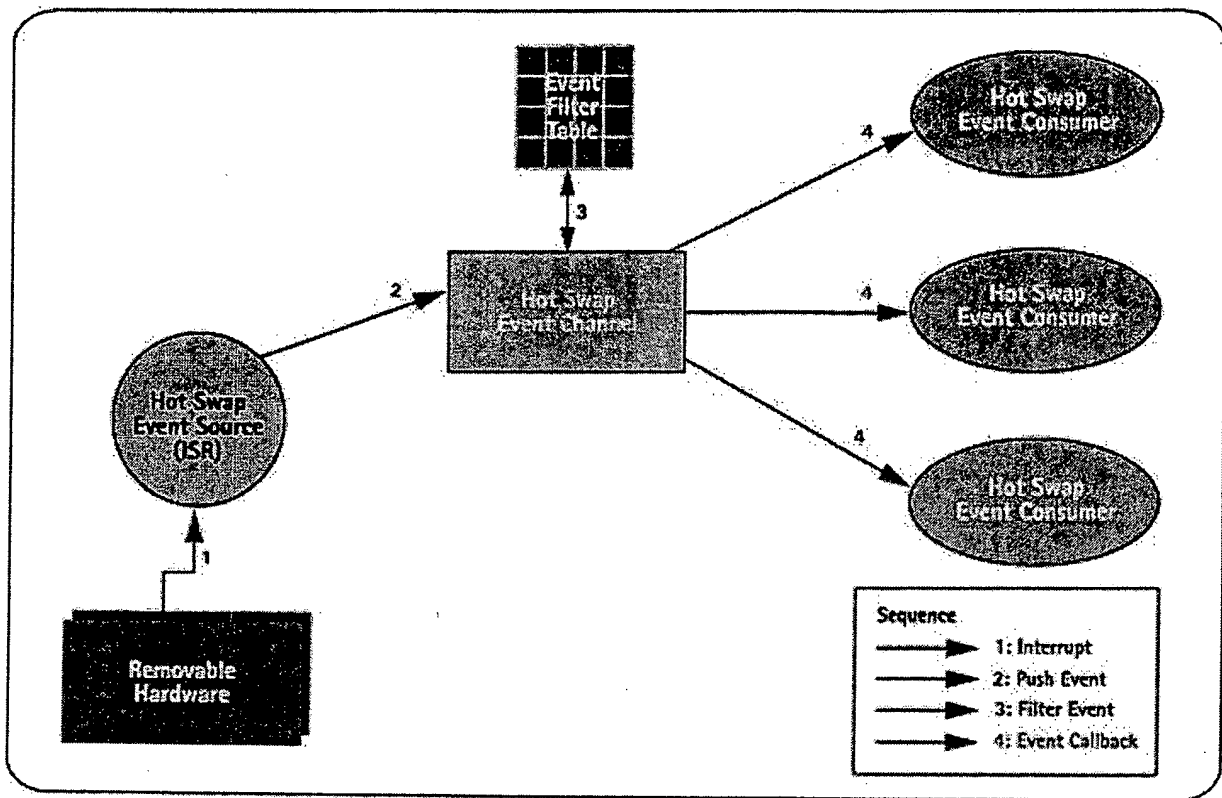 Event
Filter
Table
Hot Swap
Event Consumer
4
3
Hot Swap
Event Channel
2
4
Hot Swap
Event Consumer
Hot Swap
Event Source
(ISR)
4
Hot Swap
Event Consumer
1
Removable
Hardware
Sequence
1: Interrupt
2: Push Event
3: Filter Event
4: Event Callback